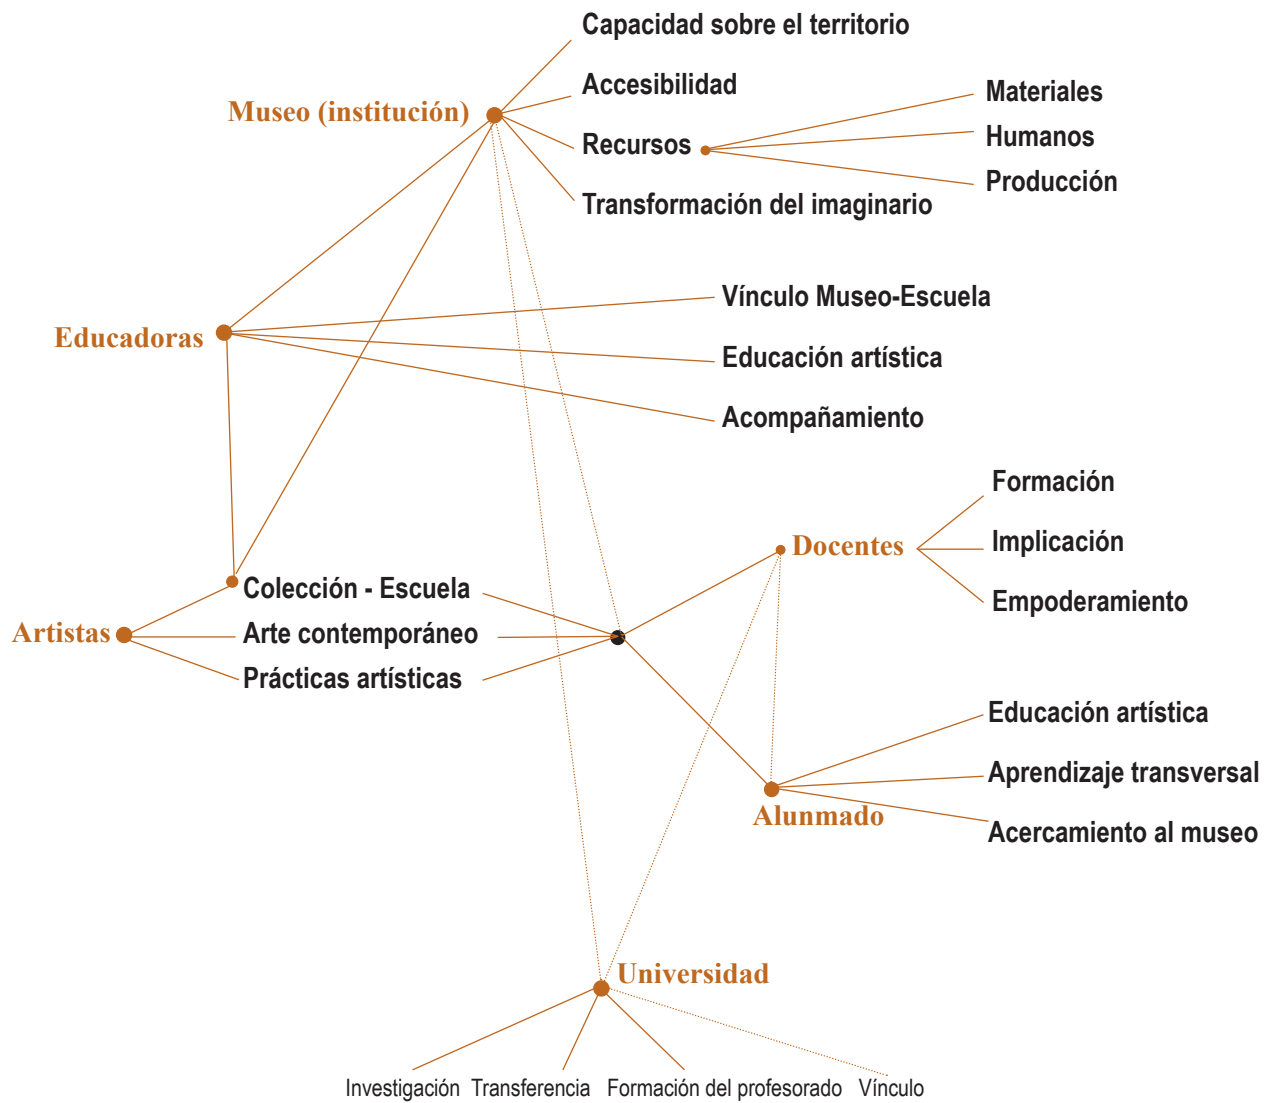 Capacidad sobre el territorio
Museo (institución)
Accesibilidad
Recursos
Transformación del imaginario
Materiales
Humanos
Producción
Educadoras
Vínculo Museo-Escuela
Educación artística
Acompañamiento
Artistas
Colección - Escuela
Arte contemporáneo
Prácticas artísticas
Docentes
Formación
Implicación
Empoderamiento
Alunmado
Educación artística
Aprendizaje transversal
Acercamiento al museo
Universidad
Investigación
Transferencia
Formación del profesorado
Vínculo